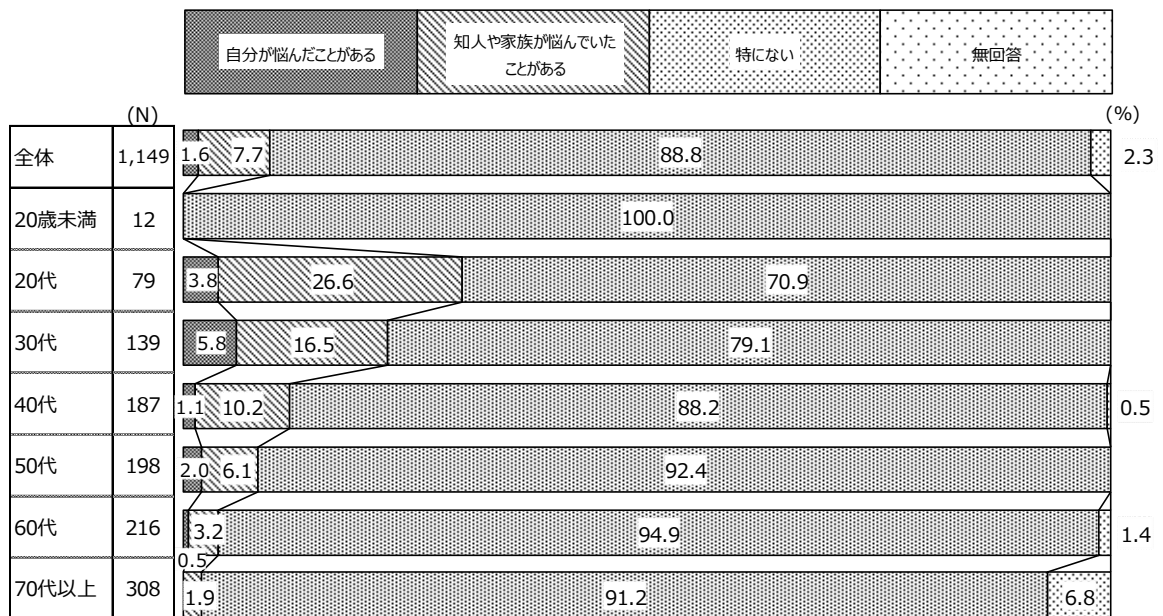 自分が悩んだことがある
知人や家族が悩んでいた
ことがある
特にない
無回答
(N)
(%)
全体 1,149 1.6 7.7 88.8 2.3
20歳未満 12 100.0
20代 79 3.8 26.6 70.9
30代 139 5.8 16.5 79.1
40代 187 1.1 10.2 88.2 0.5
50代 198 2.0 6.1 92.4
60代 216 0.5 3.2 94.9 1.4
70代以上 308 1.9 91.2 6.8